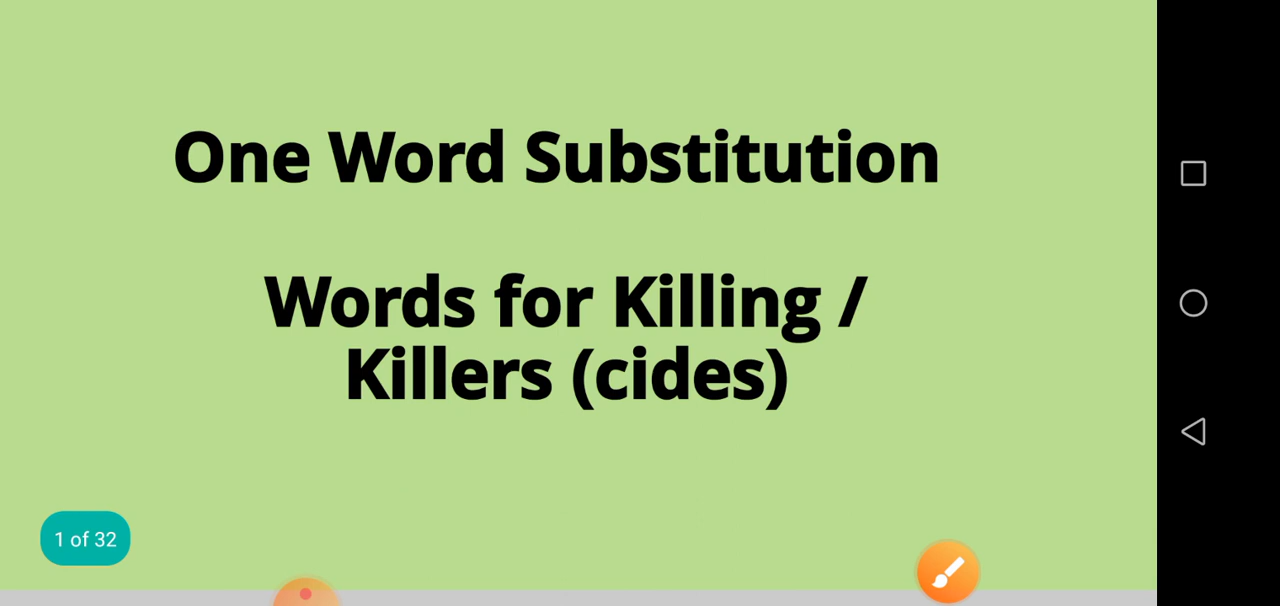 One Word Substitution
Words for Killing /
Killers (cides)
1 of 32